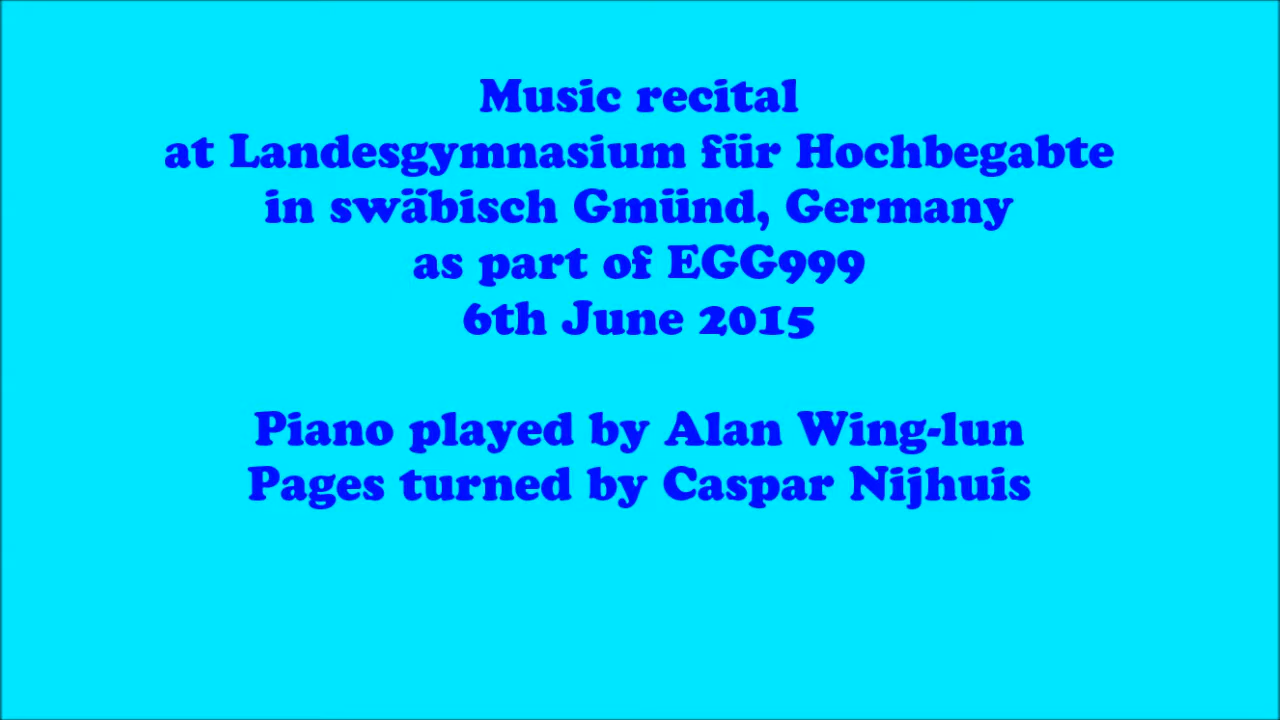 Music recital
at Landesgymnasium für Hochbegabte
in swäbisch Gmünd, Germany
as part of EGG999
6th June 2015
Piano played by Alan Wing-lun
Pages turned by Caspar Nijhuis